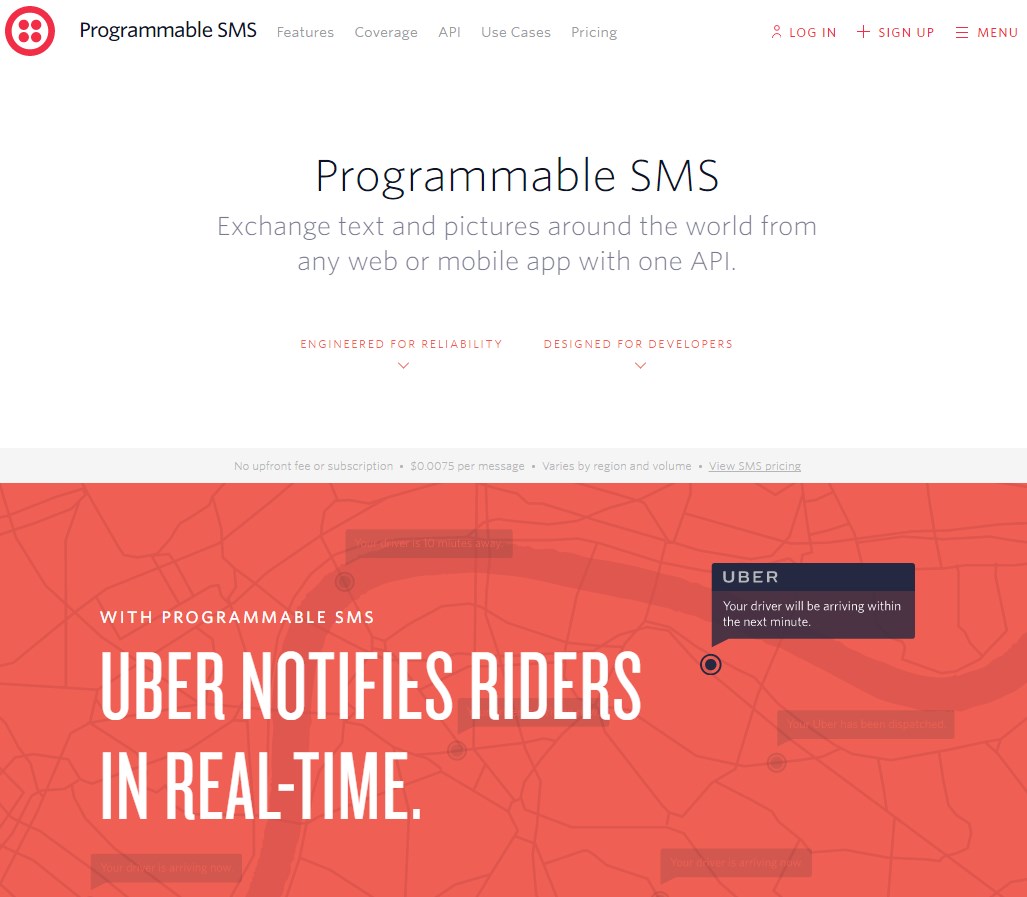 Programmable SMS
Features
Coverage
API
Use Cases
Pricing
LOG IN
SIGN UP
MENU
Programmable SMS
Exchange text and pictures around the world from
any web or mobile app with one API.
ENGINEERED FOR RELIABILITY
DESIGNED FOR DEVELOPERS
No upfront fee or subscription • $0.0075 per message • Varies by region and volume • View SMS pricing
Your driver is 10 miutes away.
UBER
Your driver will be arriving within
the next minute.
WITH PROGRAMMABLE SMS
UBER NOTIFIES RIDERS
IN REAL-TIME.
Your Uber has been dispatched.
Your driver is arriving now.
Your driver is arriving now.